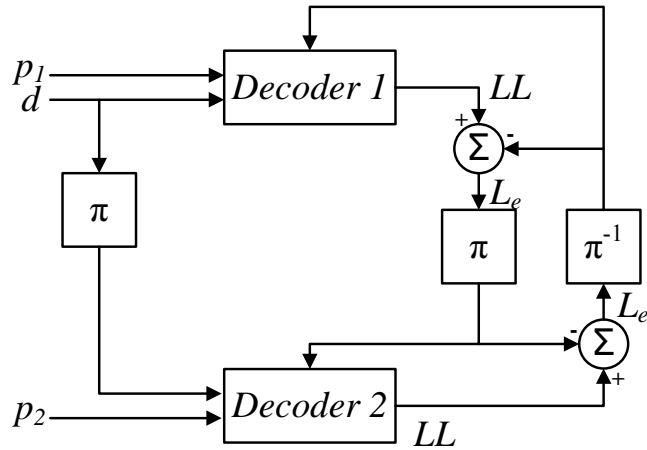 p1
d
Decoder 1
LL
+
-
Σ
Le
π
π
π-1
Le
-
Σ
+
p2
Decoder 2
LL